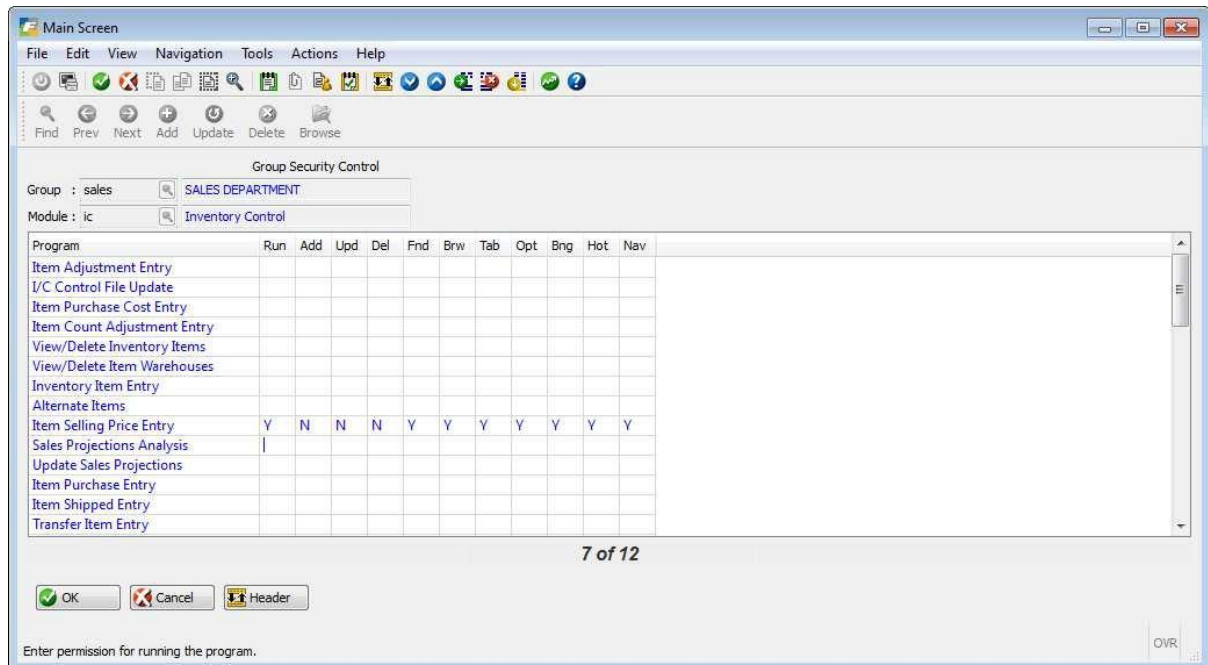 Main Screen
File Edit View Navigation Tools Actions Help
Find Prev Next Add Update Delete Browse
Group Security Control
Group : sales SALES DEPARTMENT
Module : ic Inventory Control
Program Run Add Upd Del Fnd Brw Tab Opt Bng Hot Nav
Item Adjustment Entry
I/C Control File Update
Item Purchase Cost Entry
Item Count Adjustment Entry
View/Delete Inventory Items
View/Delete Item Warehouses
Inventory Item Entry
Alternate Items
Item Selling Price Entry Y N N N Y Y Y Y Y Y Y
Sales Projections Analysis
Update Sales Projections
Item Purchase Entry
Item Shipped Entry
Transfer Item Entry
7 of 12
OK Cancel Header
Enter permission for running the program.
OVR